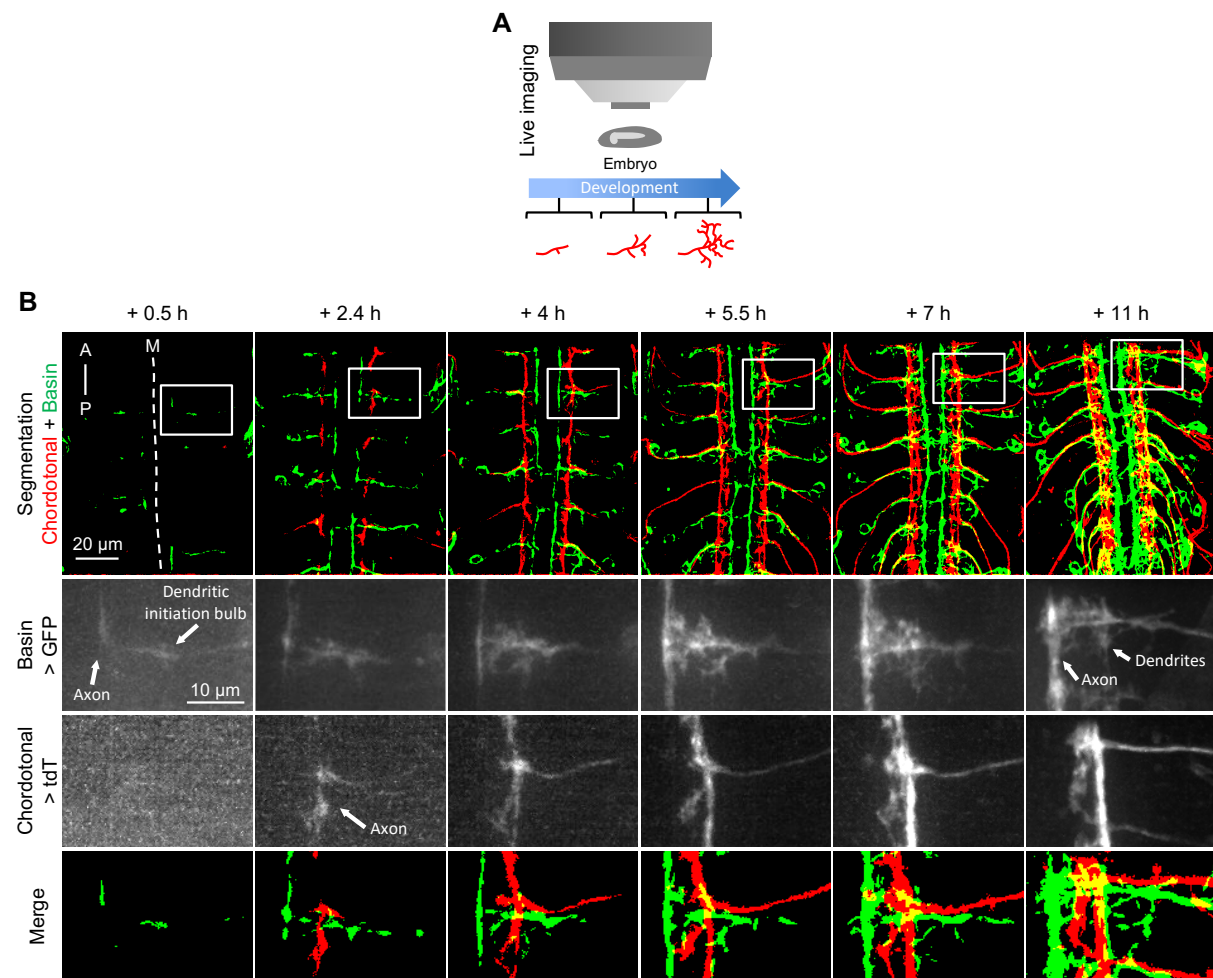 A
Live imaging
Embryo
Development
B
+ 0.5 h
+ 2.4 h
+ 4 h
+ 5.5 h
+ 7 h
+ 11 h
Segmentation
Chordotonal + Basin
A
P
M
20 µm
Basin
> GFP
Dendritic
initiation bulb
Axon
10 µm
Dendrites
Axon
Chordotonal
> tdT
Axon
Merge